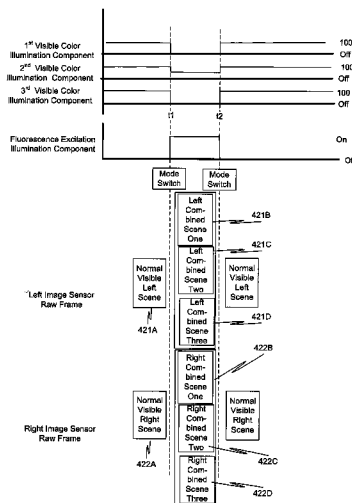 1st Visible Color
Illumination Component
100
Off
2nd Visible Color
Illumination Component
100
Off
3rd Visible Color
Illumination Component
100
Off
t1
t2
Fluorescence Excitation
Illumination Component
On
Off
Mode
Switch
Mode
Switch
Left
Com-
bined
Scene
One
421B
421C
Left
Com-
bined
Scene
Two
Normal
Visible
Left
Scene
Normal
Visible
Left
Scene
Left Image Sensor
Raw Frame
Left
Com-
bined
Scene
Three
421D
421A
422B
Right
Com-
bined
Scene
One
Normal
Visible
Right
Scene
Normal
Visible
Right
Scene
Right Image Sensor
Raw Frame
Right
Com-
bined
Scene
Two
422A
422C
Right
Com-
bined
Scene
Three
422D